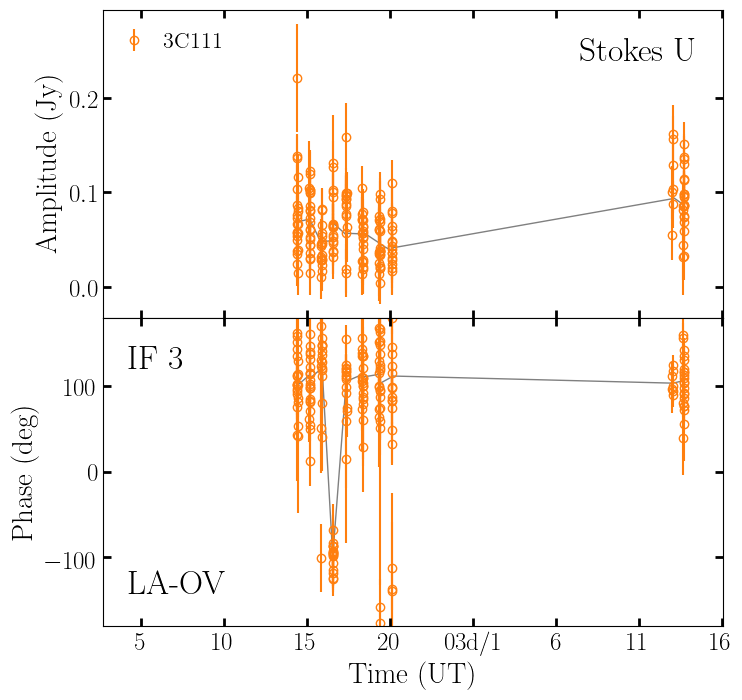 3C111
Stokes U
Amplitude (Jy)
0.2
0.1
0.0
IF 3
LA-OV
Phase (deg)
100
0
−100
5 10 15 20 03d/1 6 11 16
Time (UT)